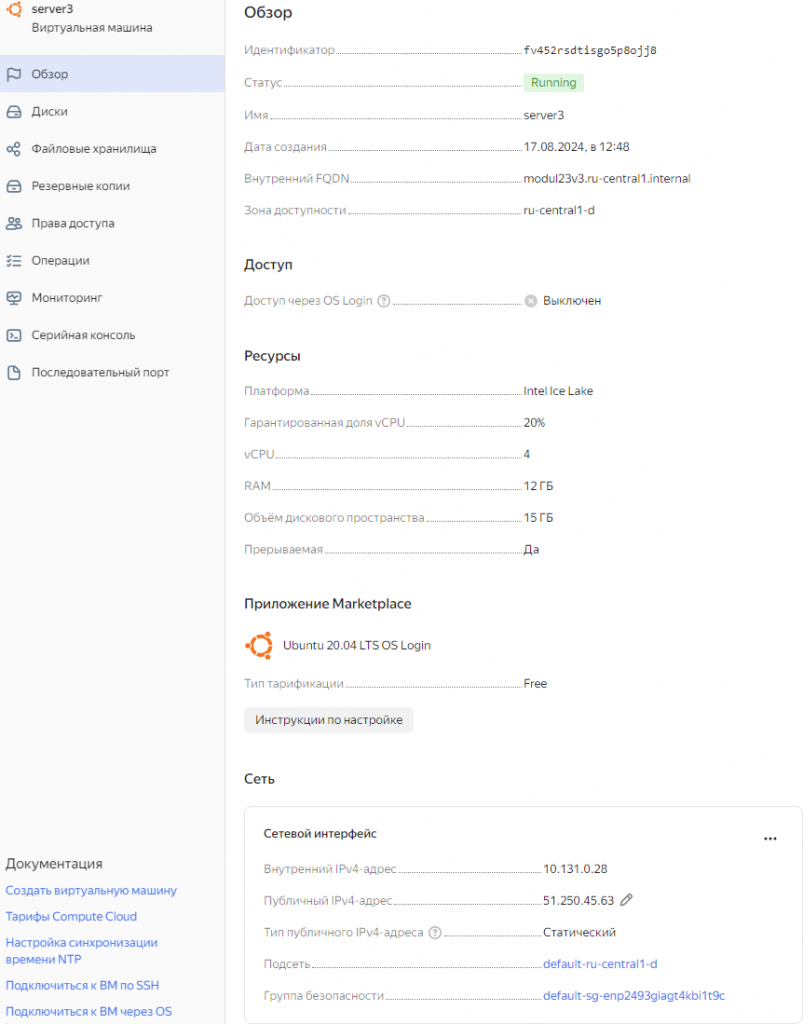 server3
Виртуальная машина
Обзор
Диски
Файловые хранилища
Резервные копии
Права доступа
Операции
Мониторинг
Серийная консоль
Последовательный порт
Документация
Создать виртуальную машину
Тарифы Compute Cloud
Настройка синхронизации
времени NTP
Подключиться к ВМ по SSH
Подключиться к ВМ через OS
Обзор
Идентификатор fv452rsdtisgo5p8ojj8
Статус Running
Имя server3
Дата создания 17.08.2024, в 12:48
Внутренний FQDN modul23v3.ru-central1.internal
Зона доступности ru-central1-d
Доступ
Доступ через OS Login Выключен
Ресурсы
Платформа Intel Ice Lake
Гарантированная доля vCPU 20%
vCPU 4
RAM 12 ГБ
Объём дискового пространства 15 ГБ
Прерываемая Да
Приложение Marketplace
Ubuntu 20.04 LTS OS Login
Тип тарификации Free
Инструкции по настройке
Сеть
Сетевой интерфейс
Внутренний IPv4-адрес 10.131.0.28
Публичный IPv4-адрес 51.250.45.63
Тип публичного IPv4-адреса Статический
Подсеть default-ru-central1-d
Группа безопасности default-sg-enp2493giagt4kbi1t9c